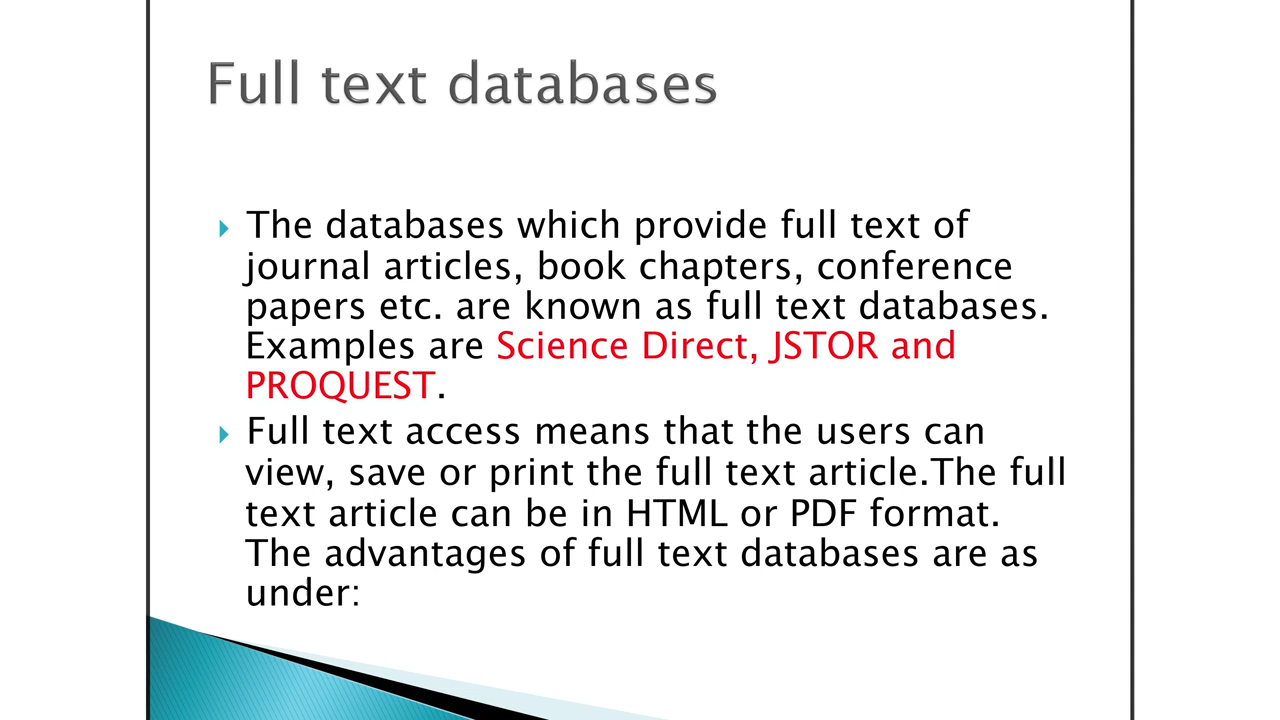 Full text databases
The databases which provide full text of
journal articles, book chapters, conference
papers etc. are known as full text databases.
Examples are Science Direct, JSTOR and
PROQUEST.
Full text access means that the users can
view, save or print the full text article.The full
text article can be in HTML or PDF format.
The advantages of full text databases are as
under: